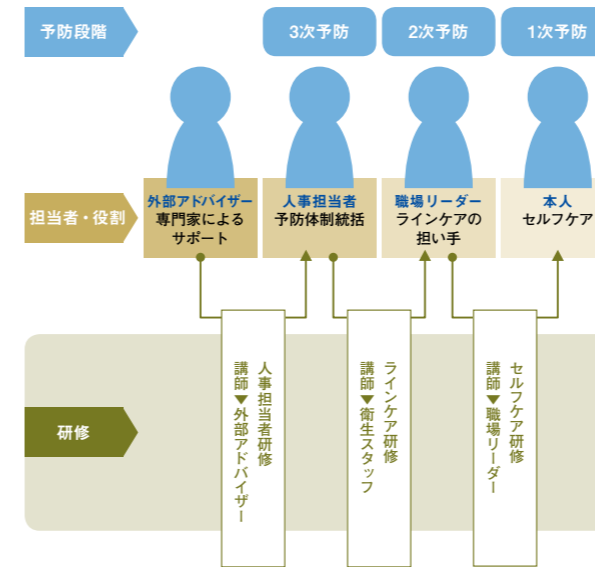 予防段階
3次予防
2次予防
1次予防
担当者・役割
外部アドバイザー
専門家による
サポート
人事担当者
予防体制統括
職場リーダー
ラインケアの
担い手
本人
セルフケア
研修
人事担当者研修
講師▼外部アドバイザー
ラインケア研修
講師▼衛生スタッフ
セルフケア研修
講師▼職場リーダー